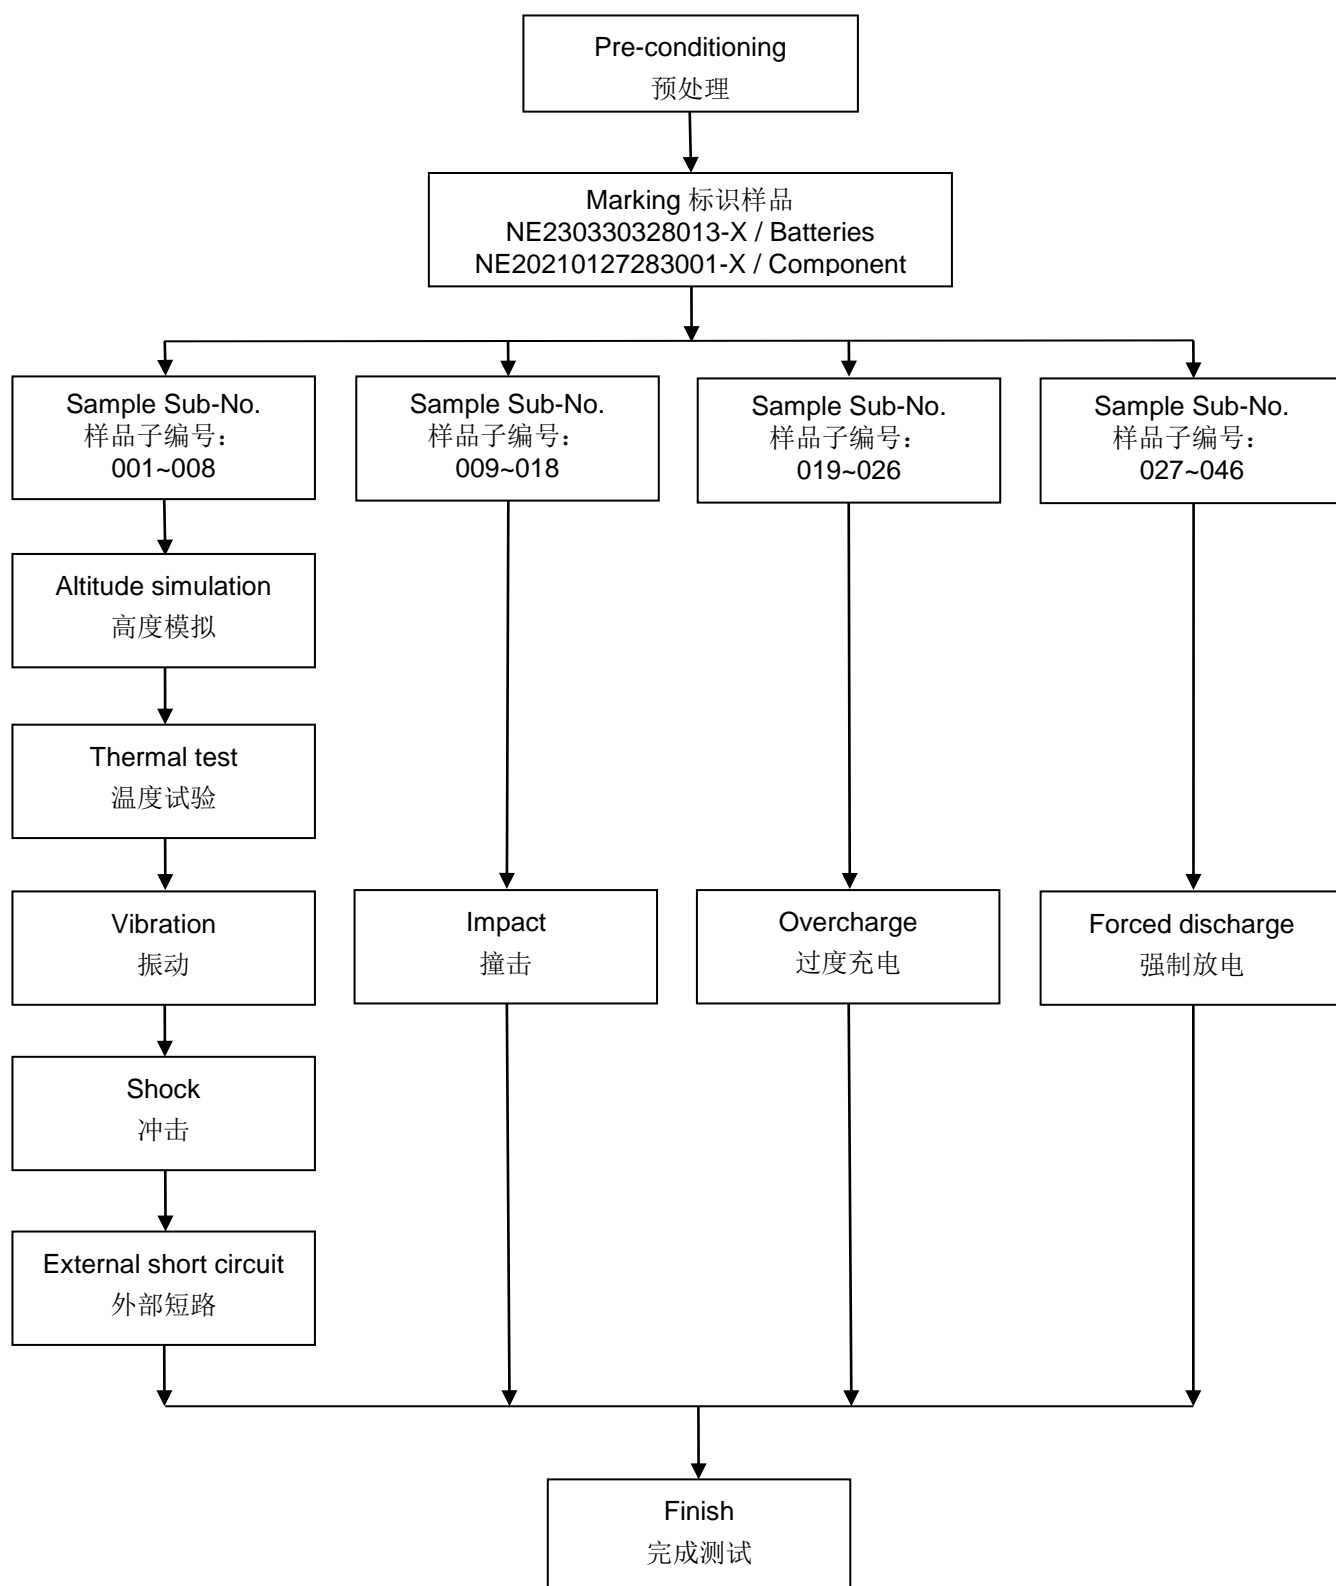 Pre-conditioning
预处理
Marking 标识样品
NE230330328013-X / Batteries
NE20210127283001-X / Component
Sample Sub-No.
样品子编号：
001~008
Sample Sub-No.
样品子编号：
009~018
Sample Sub-No.
样品子编号：
019~026
Sample Sub-No.
样品子编号：
027~046
Altitude simulation
高度模拟
Thermal test
温度试验
Vibration
振动
Impact
撞击
Overcharge
过度充电
Forced discharge
强制放电
Shock
冲击
External short circuit
外部短路
Finish
完成测试